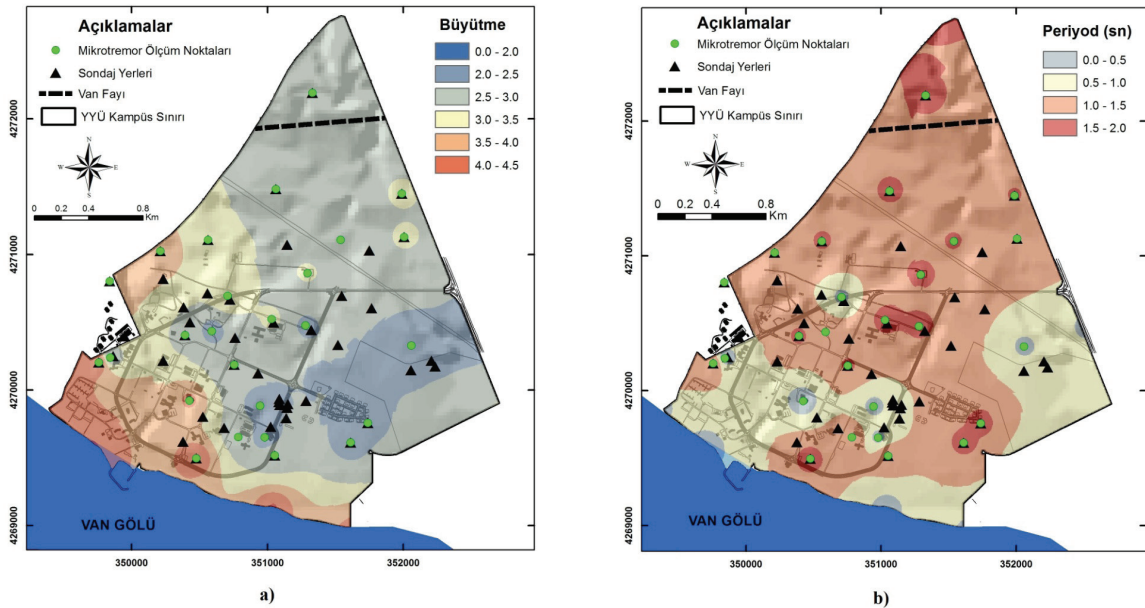 Açıklamalar
Mikrotremor Ölçüm Noktaları
Sondaj Yerleri
Van Fayı
YYÜ Kampüs Sınırı
N
W E
S
0 0.2 0.4 0.8
Km
Büyütme
0.0 - 2.0
2.0 - 2.5
2.5 - 3.0
3.0 - 3.5
3.5 - 4.0
4.0 - 4.5
4272000
4271000
4270000
4269000
VAN GÖLÜ
350000 351000 352000
a)
Açıklamalar
Mikrotremor Ölçüm Noktaları
Sondaj Yerleri
Van Fayı
YYÜ Kampüs Sınırı
N
W E
S
0 0.2 0.4 0.8
Km
Periyod (sn)
0.0 - 0.5
0.5 - 1.0
1.0 - 1.5
1.5 - 2.0
4272000
4271000
4270000
4269000
VAN GÖLÜ
350000 351000 352000
b)